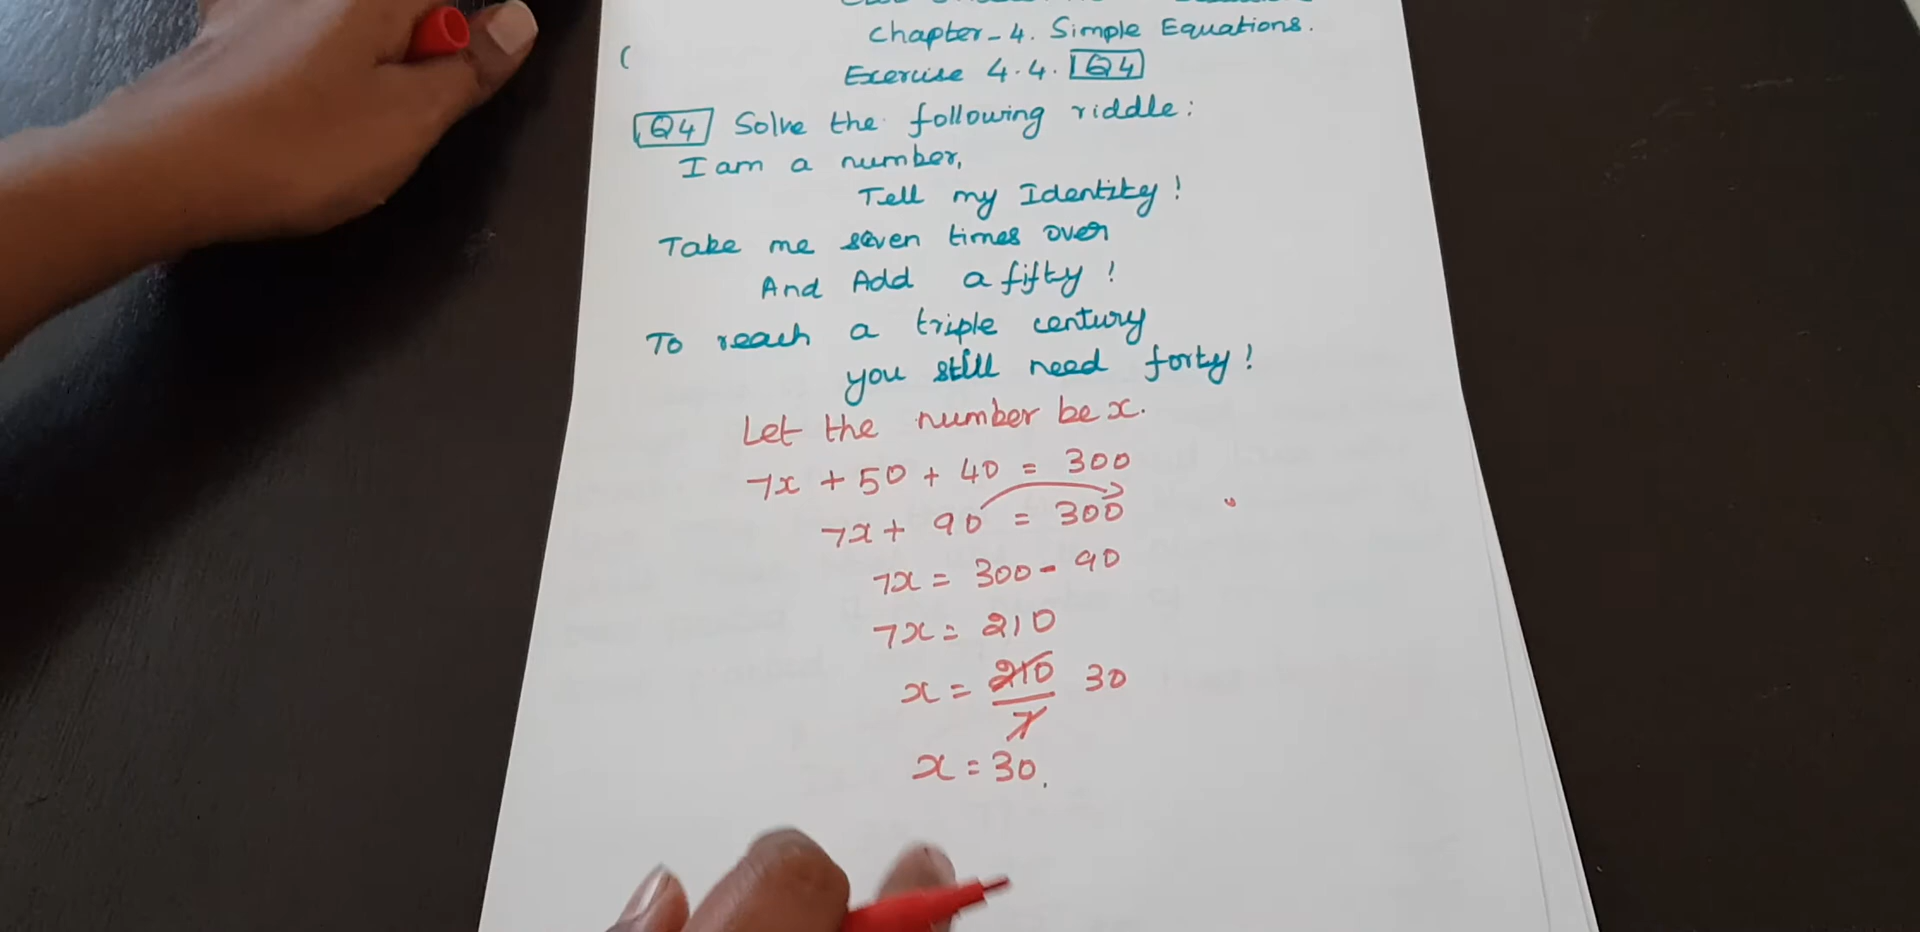 Chapter-4. Simple Equations.
Exercise 4.4. Q4
Q4 Solve the following riddle:
I am a number,
Tell my Identity!
Take me seven times over
And Add a fifty!
To reach a triple century
you still need forty!
Let the number be x.
7x + 50 + 40 = 300
7x + 90 = 300
7x = 300 - 90
7x = 210
x = 210/7 30
x = 30.